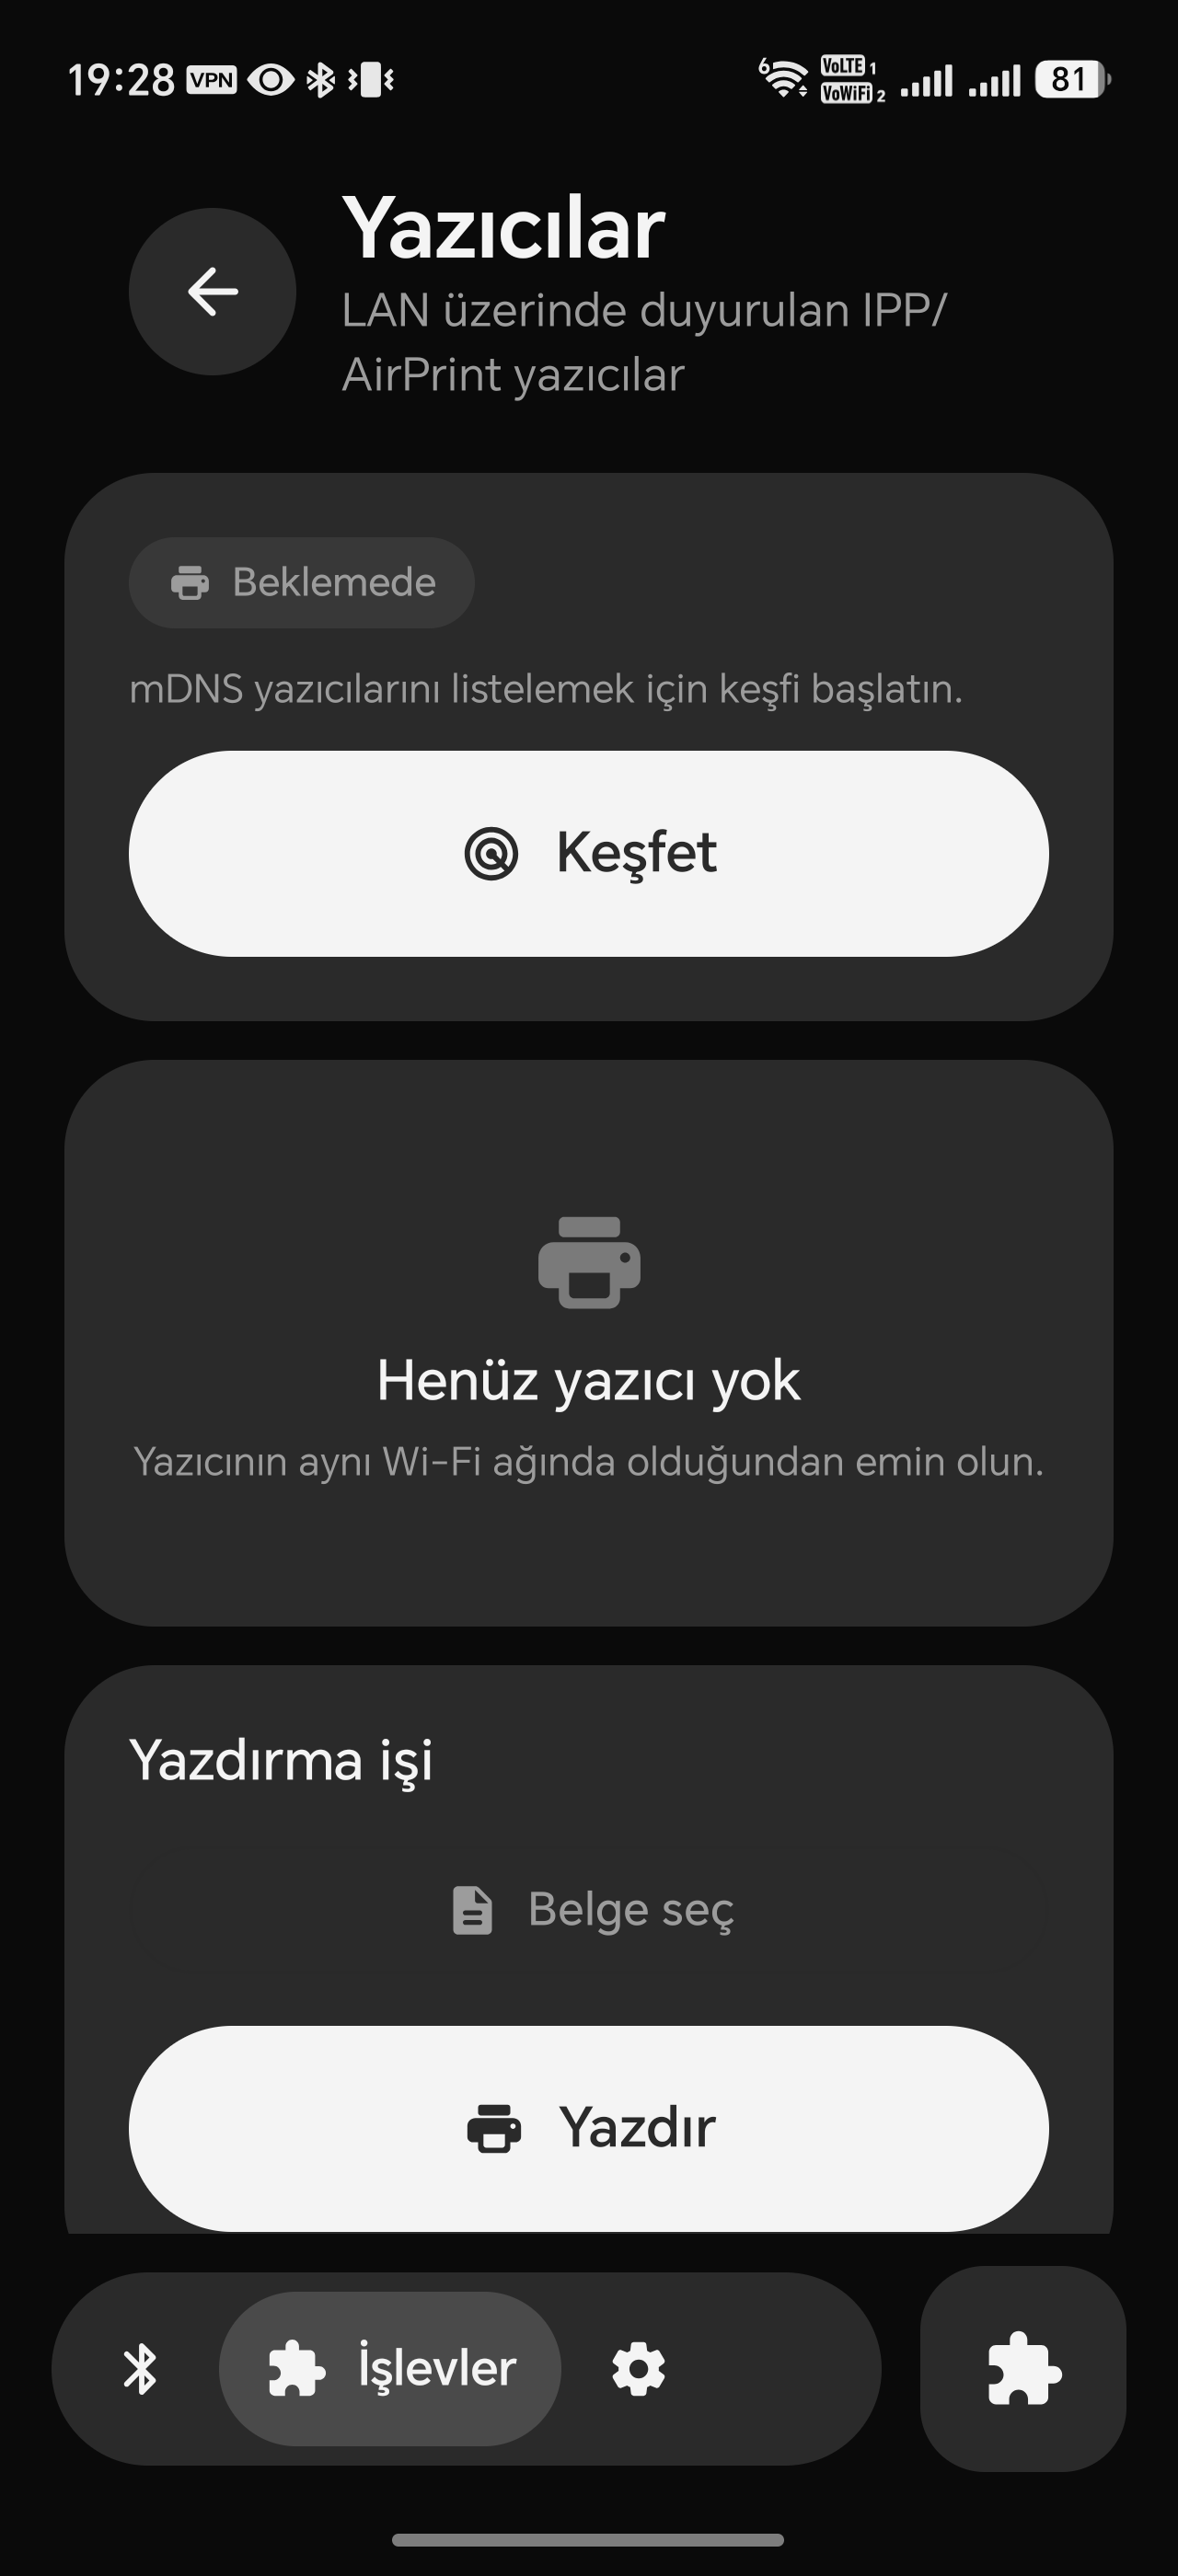 19:28 VPN 6 VoLTE 1 VoWiFi 2 81
Yazıcılar
LAN üzerinde duyurulan IPP/
AirPrint yazıcılar
Beklemede
mDNS yazıcılarını listelemek için keşfi başlatın.
Keşfet
Henüz yazıcı yok
Yazıcının aynı Wi-Fi ağında olduğundan emin olun.
Yazdırma işi
Belge seç
Yazdır
İşlevler